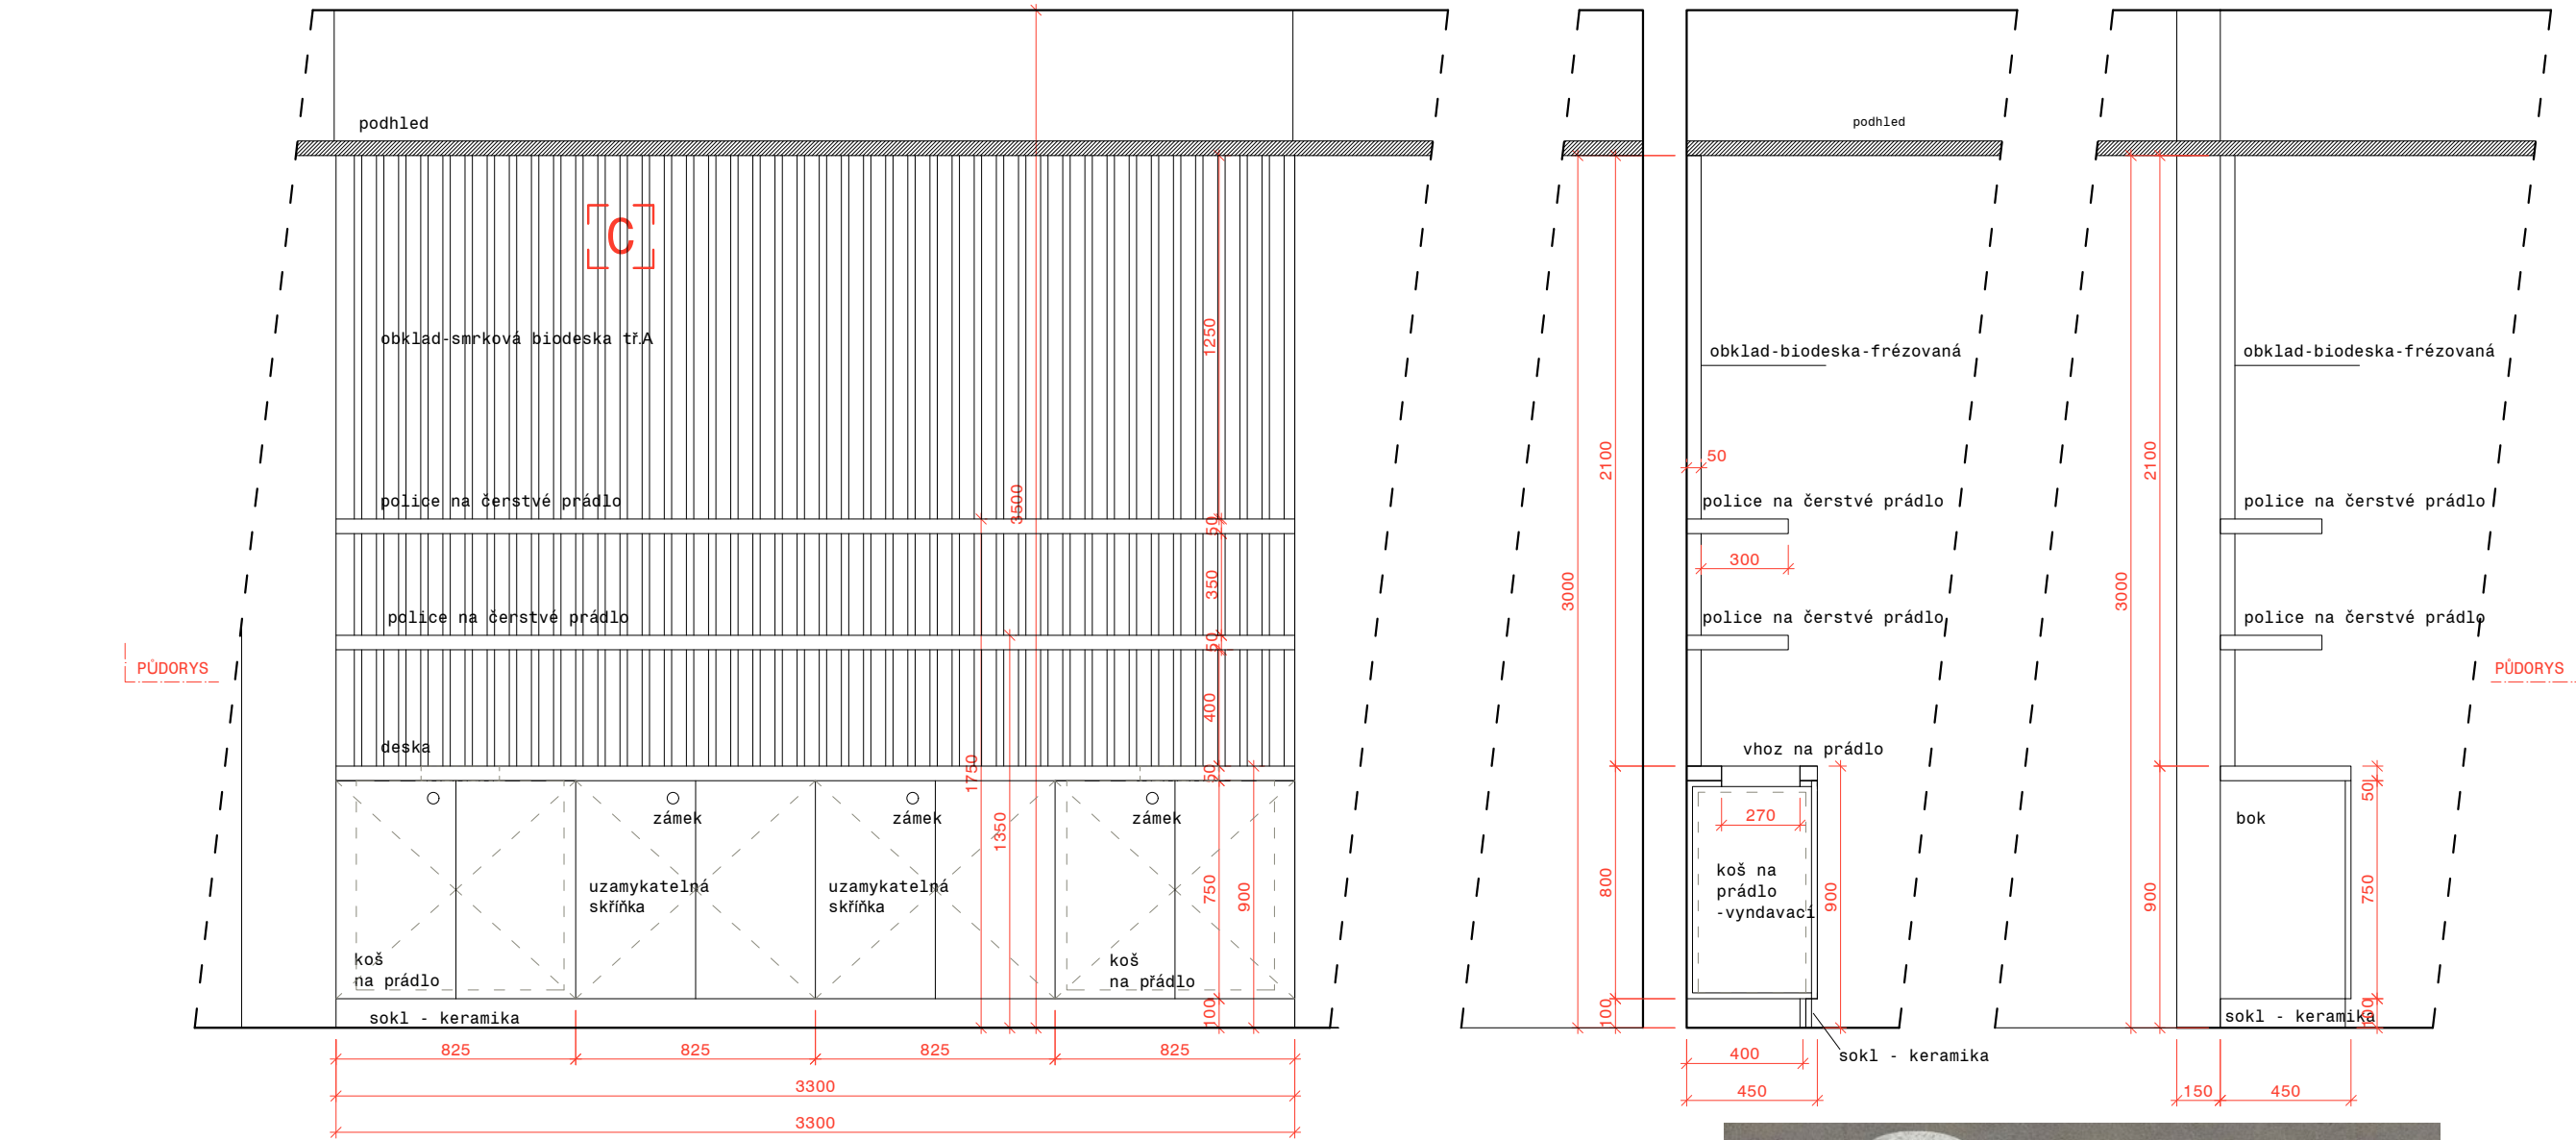 podhled
podhled
C
obklad-smrková biodeska tř.A
1250
obklad-biodeska-frézovaná
obklad-biodeska-frézovaná
2100
50
2100
police na čerstvé prádlo
3500
50
police na čerstvé prádlo
police na čerstvé prádlo
300
350
3000
3000
police na čerstvé prádlo
50
police na čerstvé prádlo
police na čerstvé prádlo
PŮDORYS
PŮDORYS
400
deska
vhoz na prádlo
1750
50
50
zámek
zámek
zámek
1350
270
bok
uzamykatelná
skříňka
uzamykatelná
skříňka
750
900
800
koš na
prádlo
-vyndavací
900
900
750
koš
na prádlo
koš
na přádlo
100
100
100
sokl - keramika
sokl - keramika
825
825
825
825
400
sokl - keramika
3300
450
150
450
3300